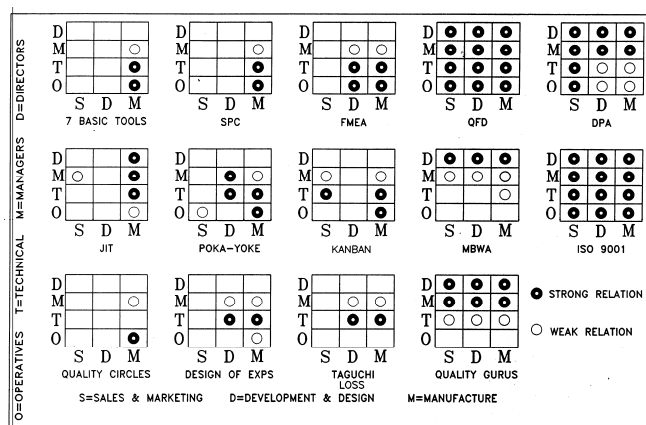 D
M
T
O
S D M
7 BASIC TOOLS
D
M
T
O
S D M
SPC
D
M
T
O
S D M
FMEA
D
M
T
O
S D M
QFD
D
M
T
O
S D M
DPA
D
M
T
O
S D M
JIT
D
M
T
O
S D M
POKA-YOKE
D
M
T
O
S D M
KANBAN
D
M
T
O
S D M
MBWA
D
M
T
O
S D M
ISO 9001
D
M
T
O
S D M
QUALITY CIRCLES
D
M
T
O
S D M
DESIGN OF EXPS
D
M
T
O
S D M
TAGUCHI
LOSS
D
M
T
O
S D M
QUALITY GURUS
STRONG RELATION
WEAK RELATION
S=SALES & MARKETING D=DEVELOPMENT & DESIGN M=MANUFACTURE
O=OPERATIVES T=TECHNICAL M=MANAGERS D=DIRECTORS